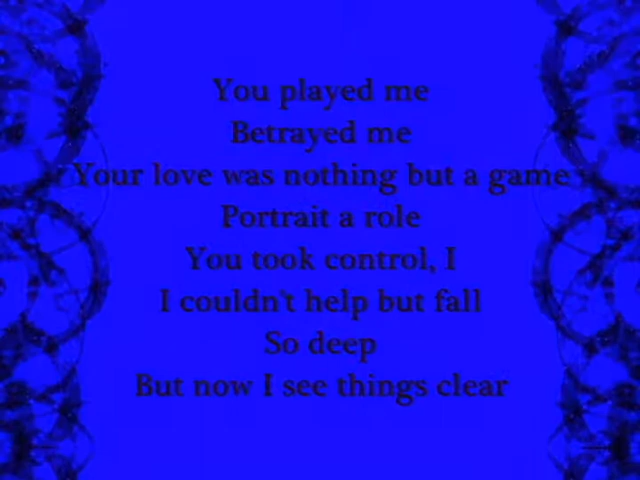 You played me
Betrayed me
Your love was nothing but a game
Portrait a role
You took control, I
I couldn't help but fall
So deep
But now I see things clear